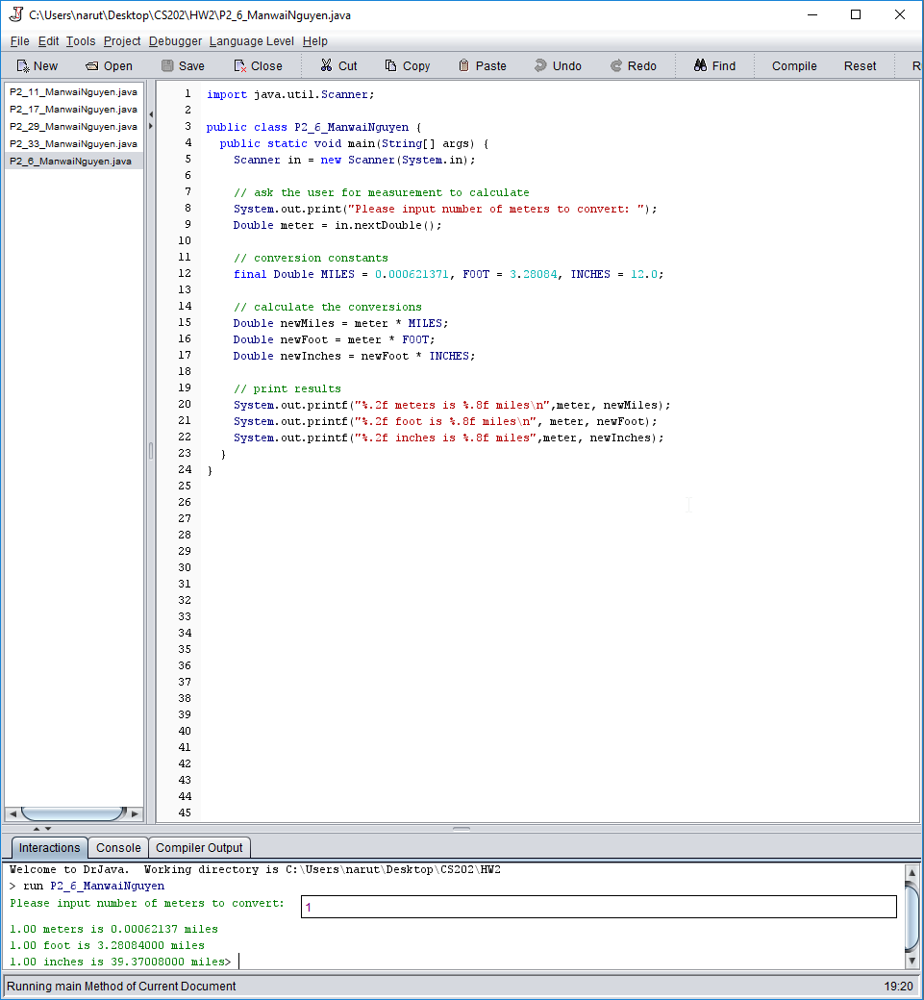 C:\Users\narut\Desktop\CS202\HW2\P2_6_ManwaiNguyen.java
File Edit Tools Project Debugger Language Level Help
New Open Save Close Cut Copy Paste Undo Redo Find Compile Reset R
P2_11_ManwaiNguyen.java
P2_17_ManwaiNguyen.java
P2_29_ManwaiNguyen.java
P2_33_ManwaiNguyen.java
P2_6_ManwaiNguyen.java
1 import java.util.Scanner;
2
3 public class P2_6_ManwaiNguyen {
4   public static void main(String[] args) {
5     Scanner in = new Scanner(System.in);
6
7     // ask the user for measurement to calculate
8     System.out.print("Please input number of meters to convert: ");
9     Double meter = in.nextDouble();
10
11     // conversion constants
12     final Double MILES = 0.000621371, FOOT = 3.28084, INCHES = 12.0;
13
14     // calculate the conversions
15     Double newMiles = meter * MILES;
16     Double newFoot = meter * FOOT;
17     Double newInches = newFoot * INCHES;
18
19     // print results
20     System.out.printf("%.2f meters is %.8f miles\n",meter, newMiles);
21     System.out.printf("%.2f foot is %.8f miles\n", meter, newFoot);
22     System.out.printf("%.2f inches is %.8f miles",meter, newInches);
23   }
24 }
25
26
27
28
29
30
31
32
33
34
35
36
37
38
39
40
41
42
43
44
45
Interactions Console Compiler Output
Welcome to DrJava.  Working directory is C:\Users\narut\Desktop\CS202\HW2
> run P2_6_ManwaiNguyen
Please input number of meters to convert: 1
1.00 meters is 0.00062137 miles
1.00 foot is 3.28084000 miles
1.00 inches is 39.37008000 miles>
Running main Method of Current Document 19:20